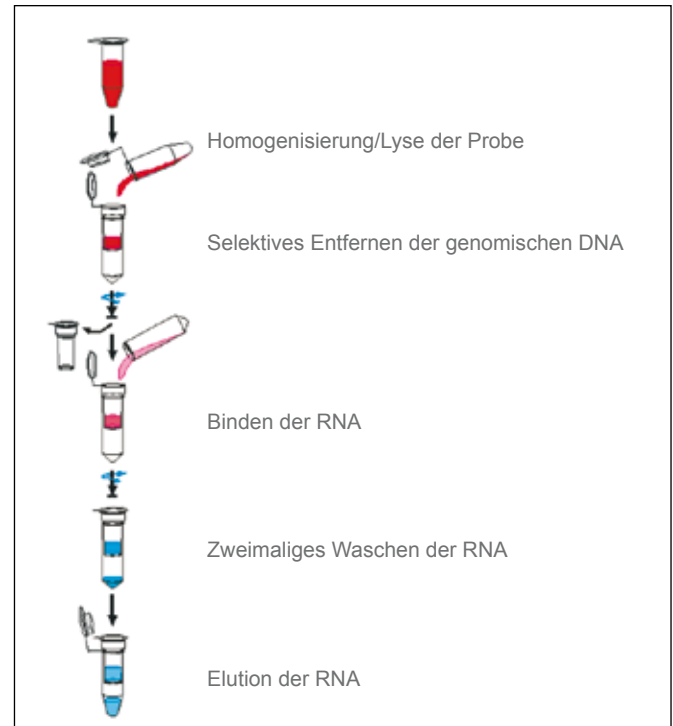 Homogenisierung/Lyse der Probe
Selektives Entfernen der genomischen DNA
Binden der RNA
Zweimaliges Waschen der RNA
Elution der RNA